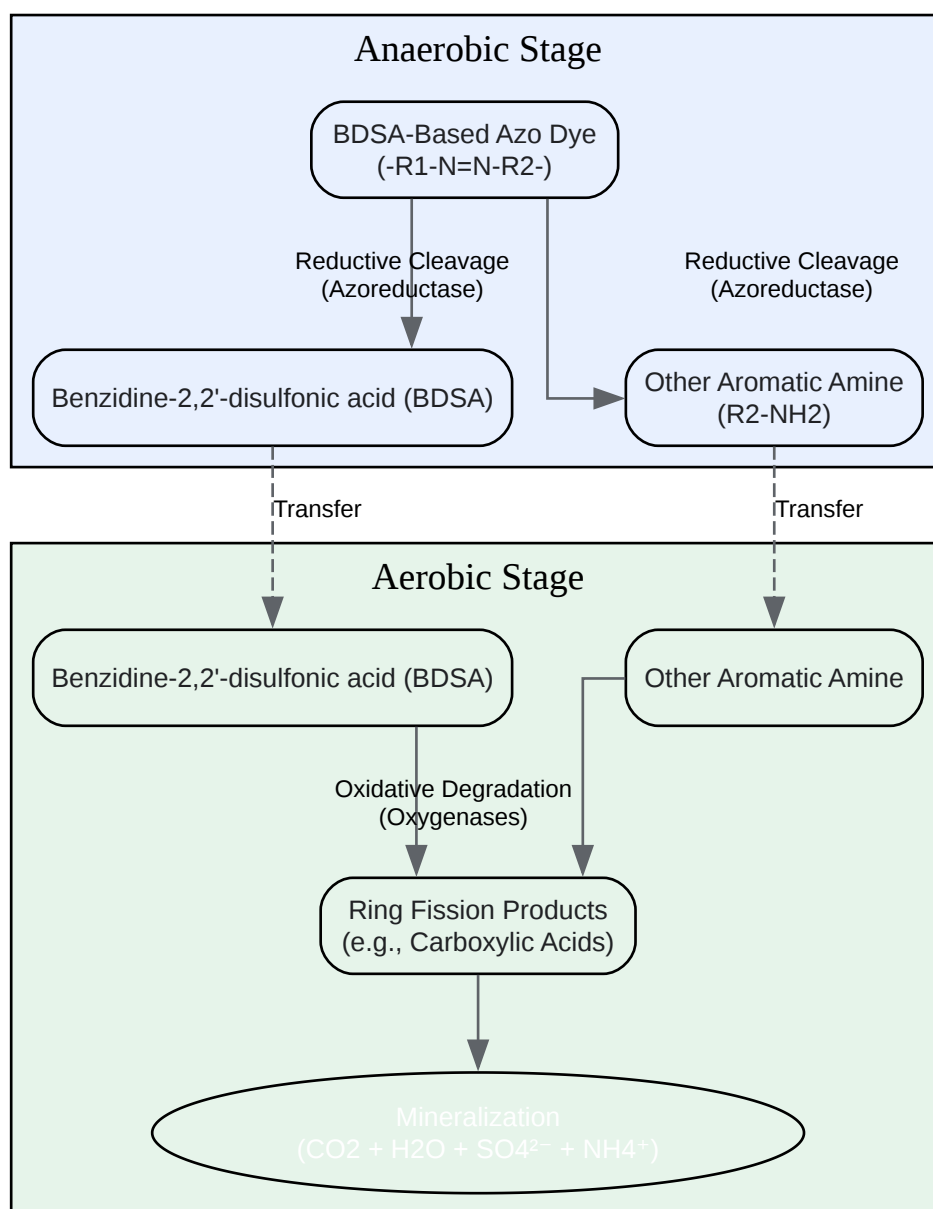 Anaerobic Stage
BDSA-Based Azo Dye
(-R1-N=N-R2-)
Reductive Cleavage
(Azoreductase)
Reductive Cleavage
(Azoreductase)
Benzidine-2,2'-disulfonic acid (BDSA)
Other Aromatic Amine
(R2-NH2)
Transfer
Transfer
Aerobic Stage
Benzidine-2,2'-disulfonic acid (BDSA)
Other Aromatic Amine
Oxidative Degradation
(Oxygenases)
Ring Fission Products
(e.g., Carboxylic Acids)
Mineralization
(CO2 + H2O + SO4²⁻ + NH4⁺)